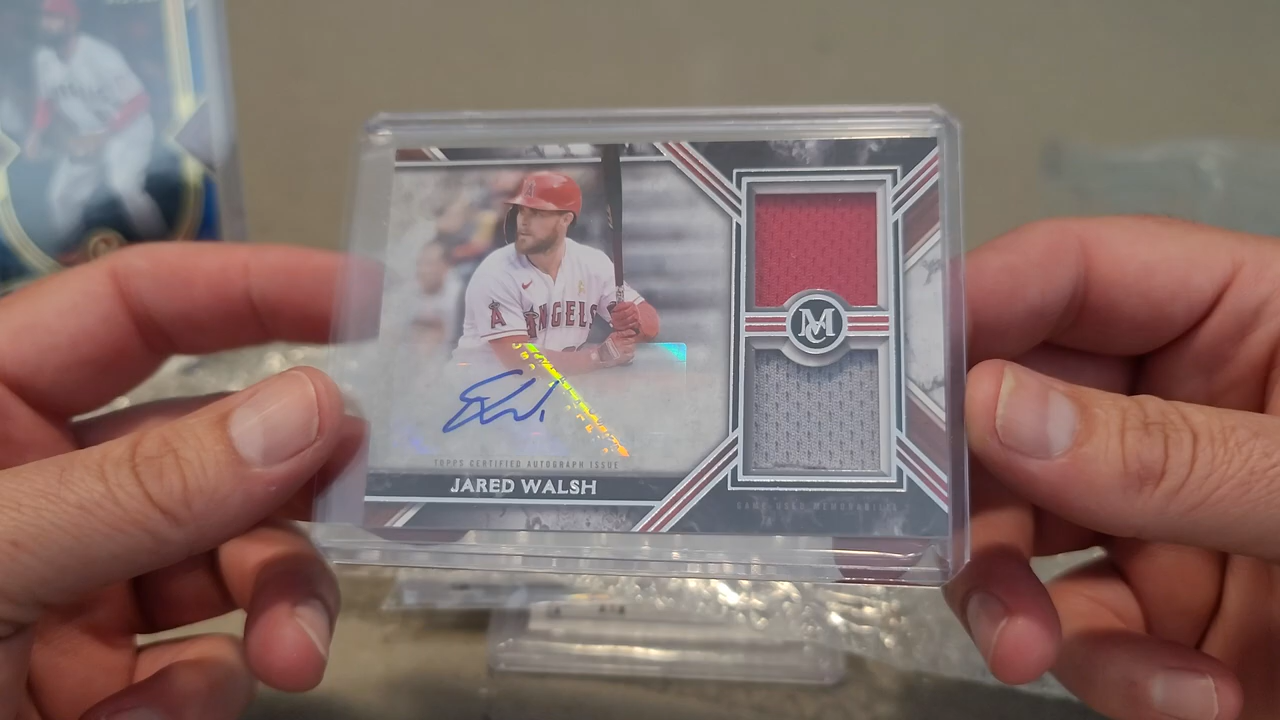 A
ANGELS
MC
TOPPS CERTIFIED AUTOGRAPH ISSUE
JARED WALSH
GAME-USED MEMORABILIA